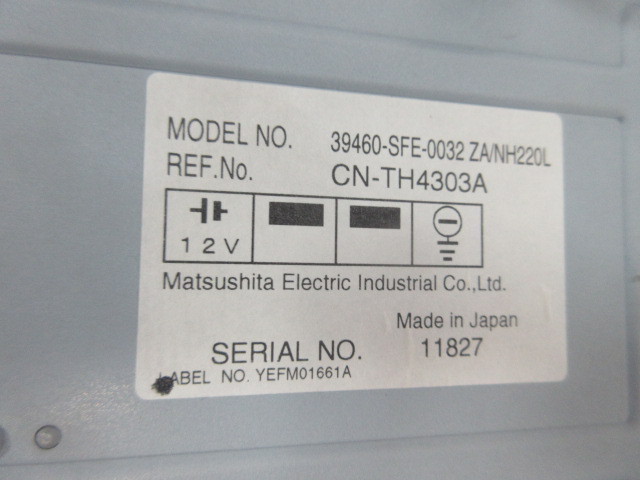 MODEL NO. 39460-SFE-0032 ZA/NH220L
REF.No. CN-TH4303A
12V
Matsushita Electric Industrial Co.,Ltd.
Made in Japan
SERIAL NO. 11827
LABEL NO. YEFM01661A